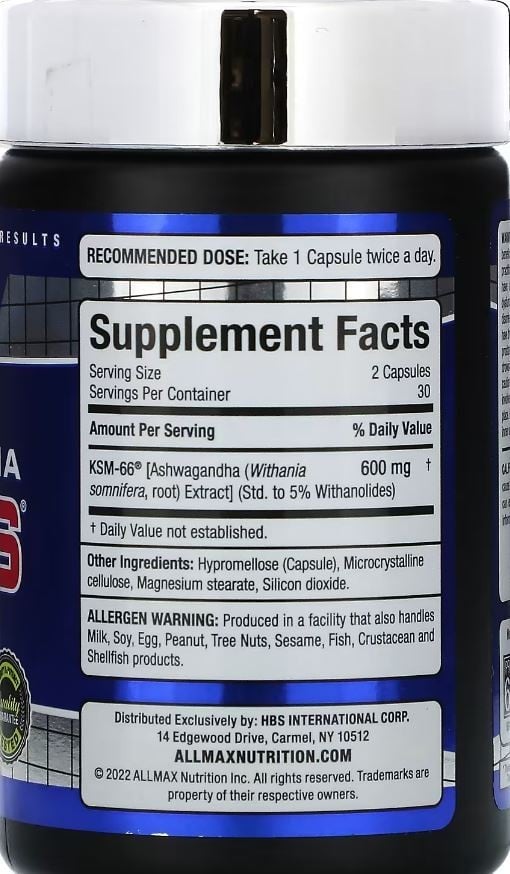 RESULTS
RECOMMENDED DOSE: Take 1 Capsule twice a day.
Supplement Facts
Serving Size 2 Capsules
Servings Per Container 30
Amount Per Serving % Daily Value
KSM-66® [Ashwagandha (Withania 600 mg †
somnifera, root) Extract] (Std. to 5% Withanolides)
† Daily Value not established.
Other Ingredients: Hypromellose (Capsule), Microcrystalline
cellulose, Magnesium stearate, Silicon dioxide.
ALLERGEN WARNING: Produced in a facility that also handles
Milk, Soy, Egg, Peanut, Tree Nuts, Sesame, Fish, Crustacean and
Shellfish products.
Distributed Exclusively by: HBS INTERNATIONAL CORP.
14 Edgewood Drive, Carmel, NY 10512
ALLMAXNUTRITION.COM
© 2022 ALLMAX Nutrition Inc. All rights reserved. Trademarks are
property of their respective owners.